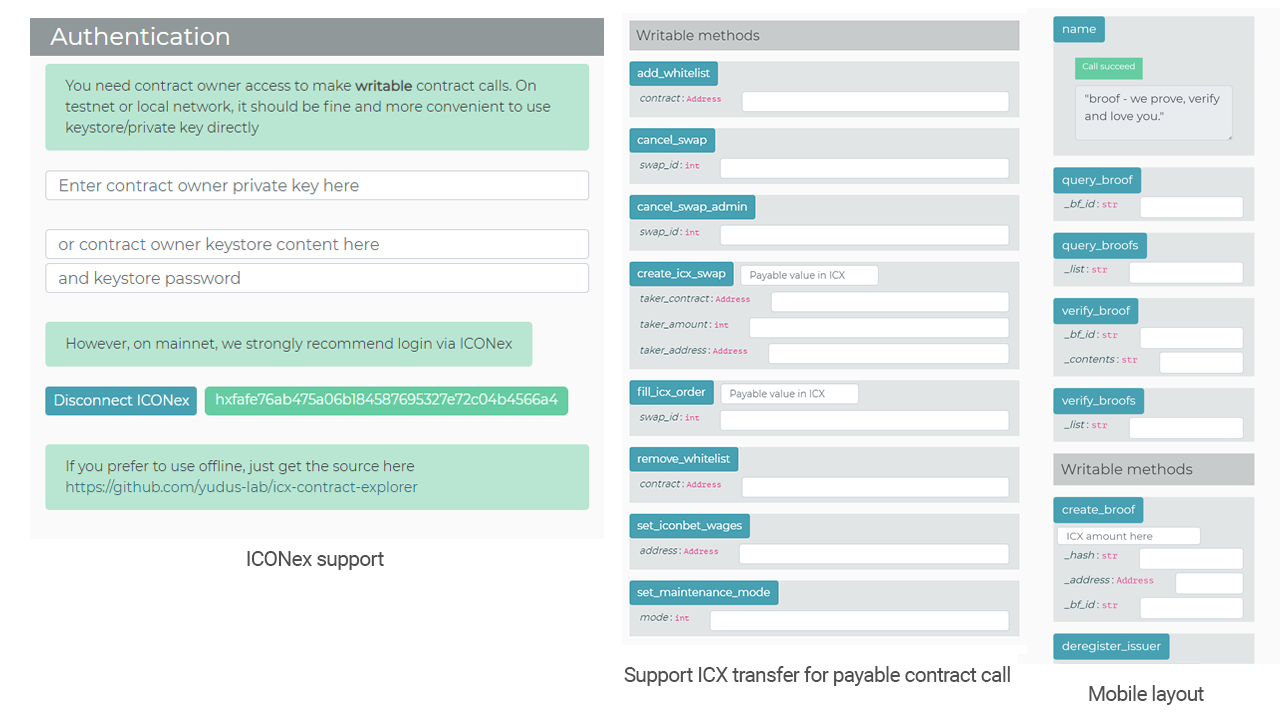 Authentication
You need contract owner access to make writable contract calls. On
testnet or local network, it should be fine and more convenient to use
keystore/private key directly
Enter contract owner private key here
or contract owner keystore content here
and keystore password
However, on mainnet, we strongly recommend login via ICONex
Disconnect ICONex
hxfafe76ab475a06b184587695327e72c04b4566a4
If you prefer to use offline, just get the source here
https://github.com/yudus-lab/icx-contract-explorer
ICONex support
Writable methods
add_whitelist
contract:Address
cancel_swap
swap_id:int
cancel_swap_admin
swap_id:int
create_icx_swap
Payable value in ICX
taker_contract:Address
taker_amount:int
taker_address:Address
fill_icx_order
Payable value in ICX
swap_id:int
remove_whitelist
contract:Address
set_iconbet_wages
address:Address
set_maintenance_mode
mode:int
Support ICX transfer for payable contract call
name
Call succeed
"broof - we prove, verify
and love you."
query_broof
_bf_id:str
query_broofs
_list:str
verify_broof
_bf_id:str
_contents:str
verify_broofs
_list:str
Writable methods
create_broof
ICX amount here
_hash:str
_address:Address
_bf_id:str
deregister_issuer
Mobile layout